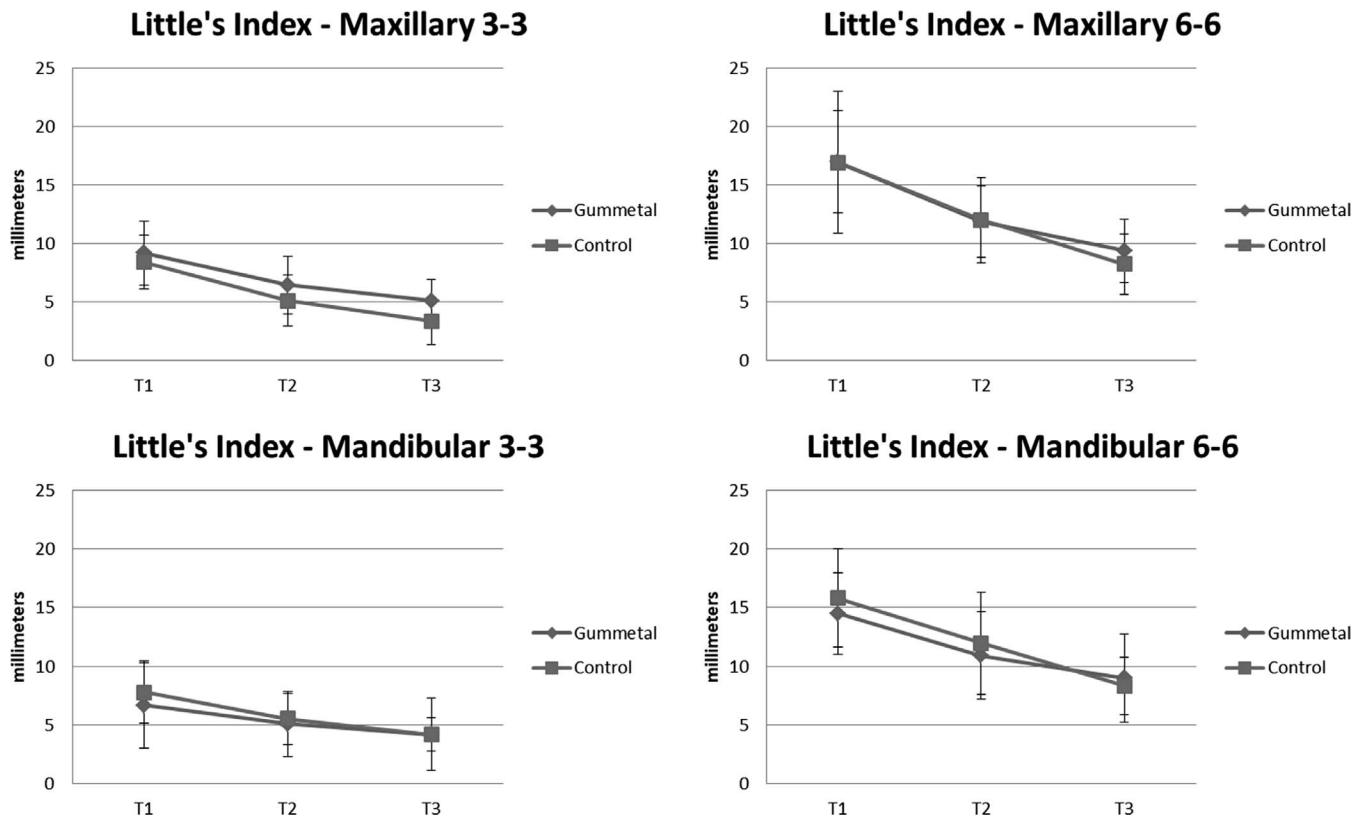 Little's Index - Maxillary 3-3
25
20
15
10
5
0
millimeters
T1
T2
T3
Gummetal
Control
Little's Index - Maxillary 6-6
25
20
15
10
5
0
millimeters
T1
T2
T3
Gummetal
Control
Little's Index - Mandibular 3-3
25
20
15
10
5
0
millimeters
T1
T2
T3
Gummetal
Control
Little's Index - Mandibular 6-6
25
20
15
10
5
0
millimeters
T1
T2
T3
Gummetal
Control